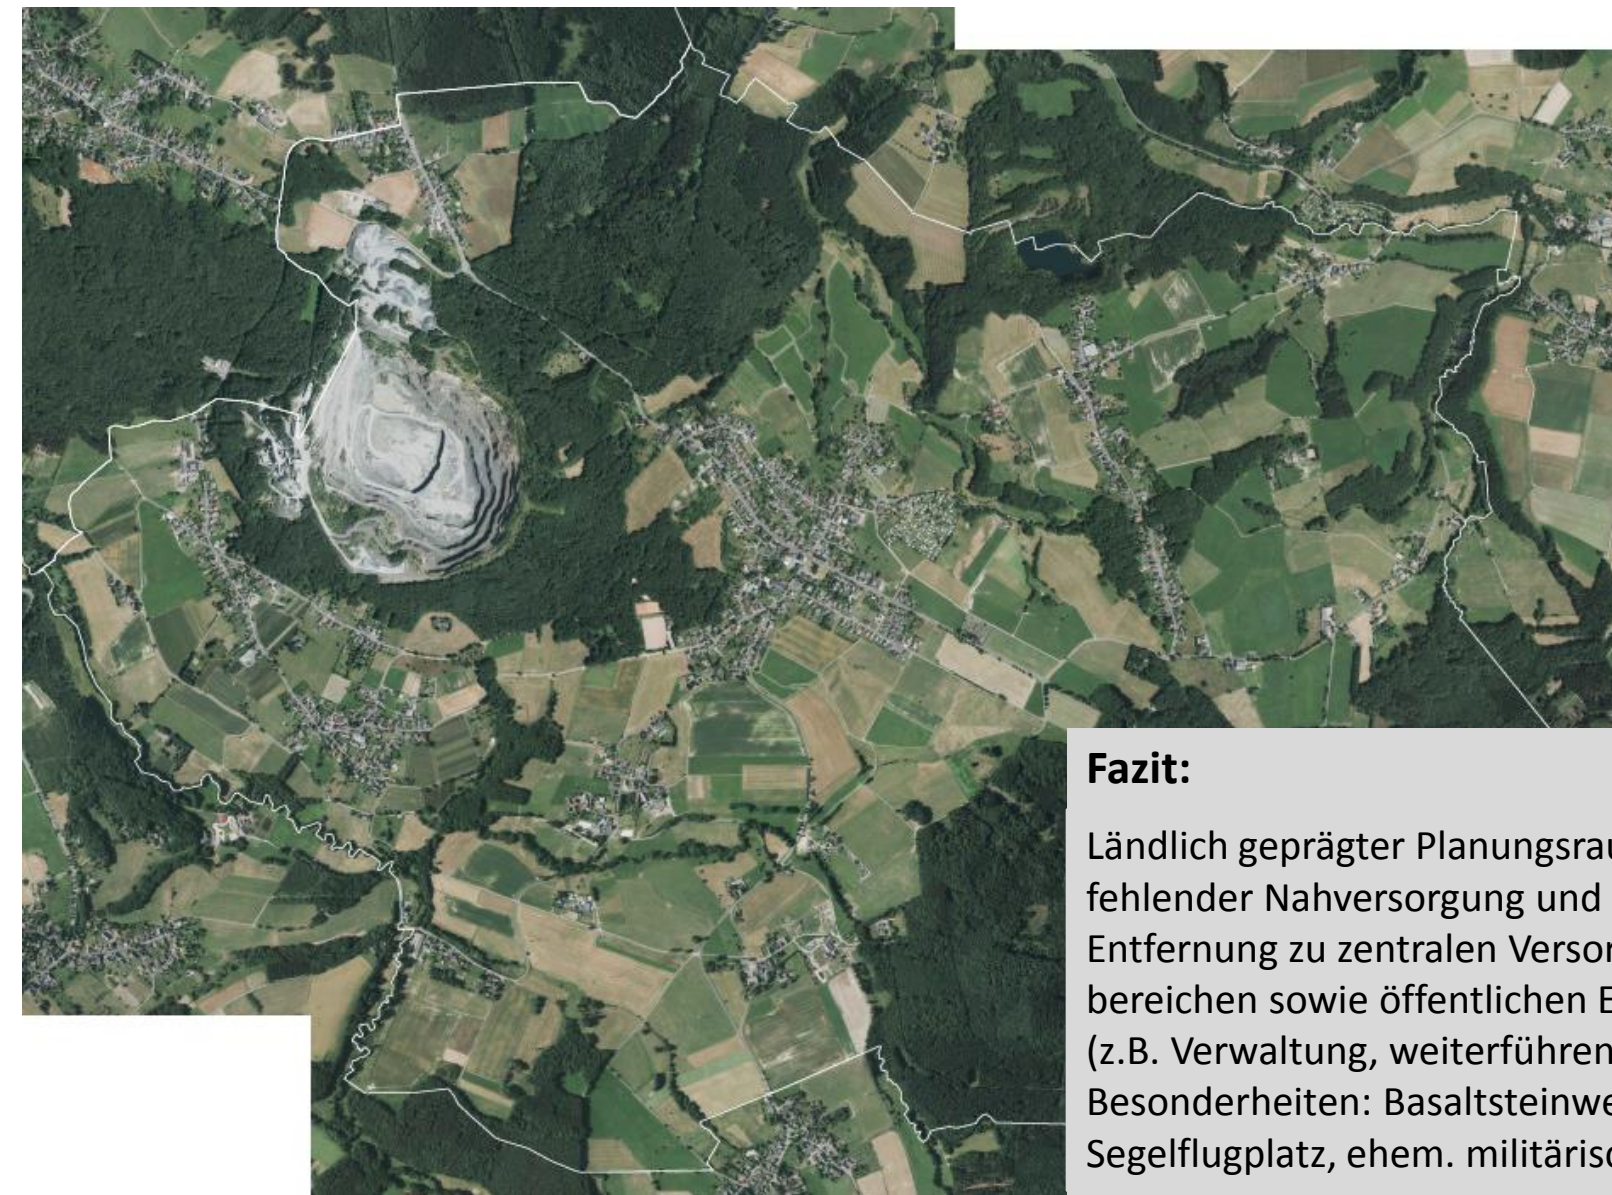 Fazit:
Ländlich geprägter Planungsrau
fehlender Nahversorgung und
Entfernung zu zentralen Versor
bereichen sowie öffentlichen E
(z.B. Verwaltung, weiterführen
Besonderheiten: Basaltsteinwe
Segelflugplatz, ehem. militärisc